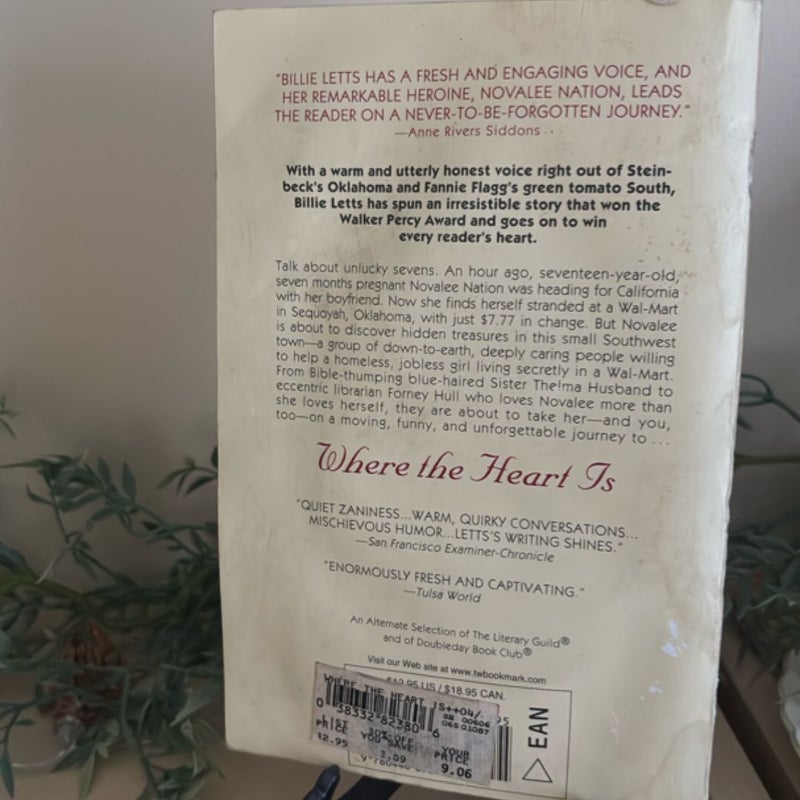 "BILLIE LETTS HAS A FRESH AND ENGAGING VOICE, AND
HER REMARKABLE HEROINE, NOVALEE NATION, LEADS
THE READER ON A NEVER-TO-BE-FORGOTTEN JOURNEY."
—Anne Rivers Siddons
With a warm and utterly honest voice right out of Stein-
beck's Oklahoma and Fannie Flagg's green tomato South,
Billie Letts has spun an irresistible story that won the
Walker Percy Award and goes on to win
every reader's heart.
Talk about unlucky sevens. An hour ago, seventeen-year-old,
seven months pregnant Novalee Nation was heading for California
with her boyfriend. Now she finds herself stranded at a Wal-Mart
in Sequoyah, Oklahoma, with just $7.77 in change. But Novalee
is about to discover hidden treasures in this small Southwest
town—a group of down-to-earth, deeply caring people willing
to help a homeless, jobless girl living secretly in a Wal-Mart.
From Bible-thumping blue-haired Sister Thelma Husband to
eccentric librarian Forney Hull who loves Novalee more than
she loves herself, they are about to take her—and you,
too—on a moving, funny, and unforgettable journey to ...
Where the Heart Is
"QUIET ZANINESS...WARM, QUIRKY CONVERSATIONS...
MISCHIEVOUS HUMOR...LETTS'S WRITING SHINES."
—San Francisco Examiner-Chronicle
"ENORMOUSLY FRESH AND CAPTIVATING."
—Tulsa World
An Alternate Selection of The Literary Guild®
and of Doubleday Book Club®
Visit our Web site at www.twbookmark.com
$12.95 US / $18.95 CAN.
WHERE THE HEART IS++04/
0 38332 82380 6
LIST YOUR
PRICE YOU SAVE PRICE
12.95 9.06
EAN